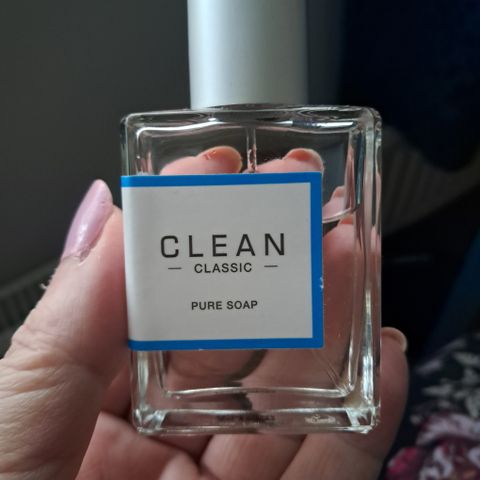 CLEAN
— CLASSIC —
PURE SOAP